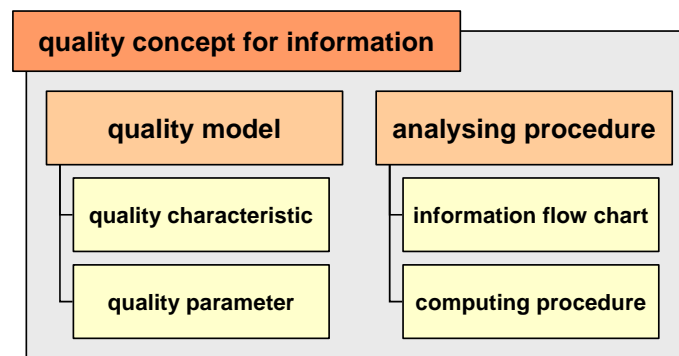 quality concept for information
quality model
quality characteristic
quality parameter
analysing procedure
information flow chart
computing procedure